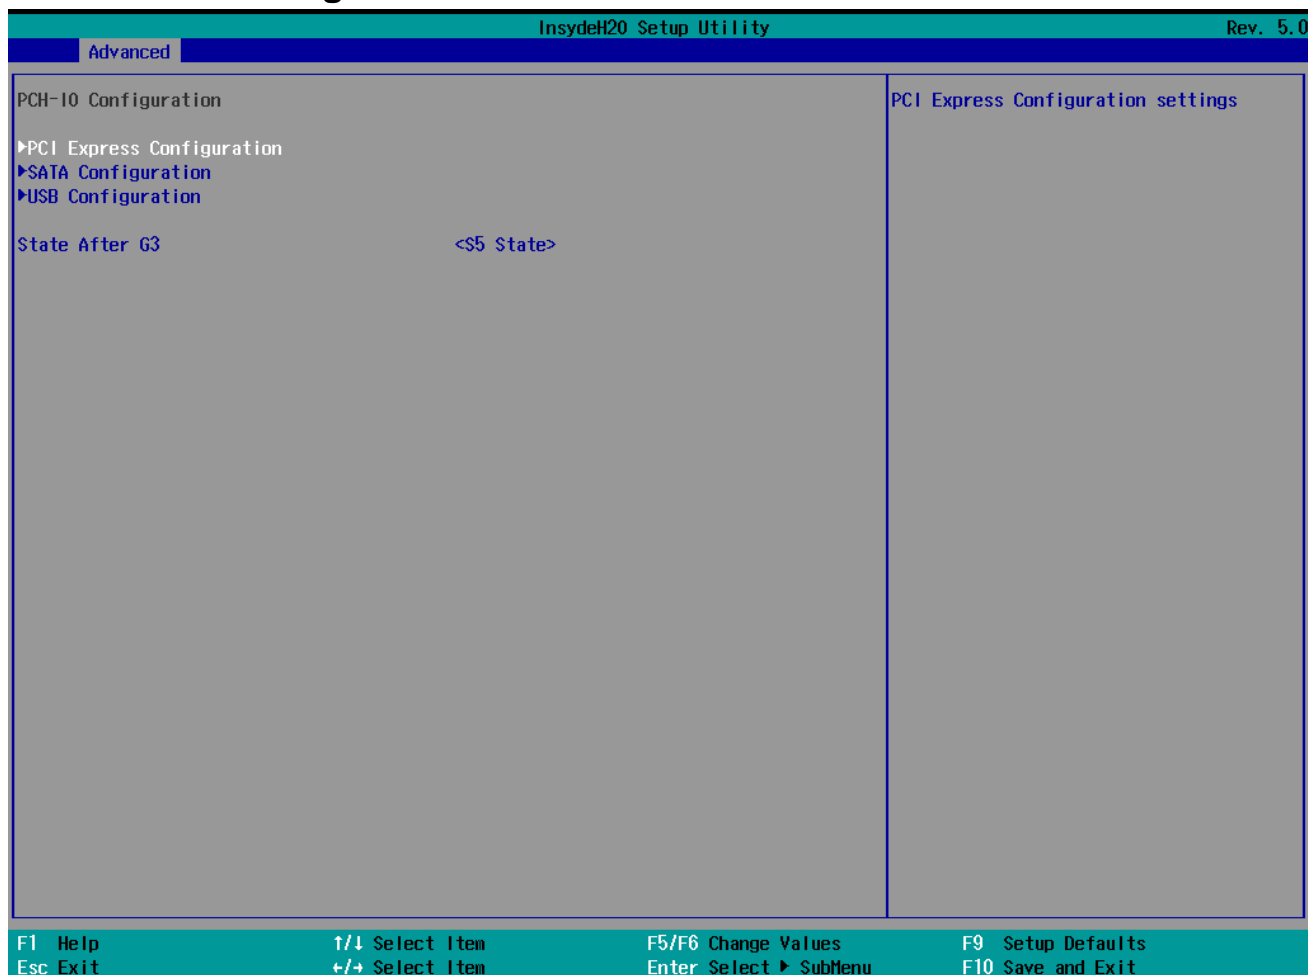 InsydeH20 Setup Utility Rev. 5.0
Advanced
PCH-IO Configuration
PCI Express Configuration settings
▶PCI Express Configuration
▶SATA Configuration
▶USB Configuration
State After G3 <S5 State>
F1 Help ↑/↓ Select Item F5/F6 Change Values F9 Setup Defaults
Esc Exit ←/→ Select Item Enter Select ▶ SubMenu F10 Save and Exit